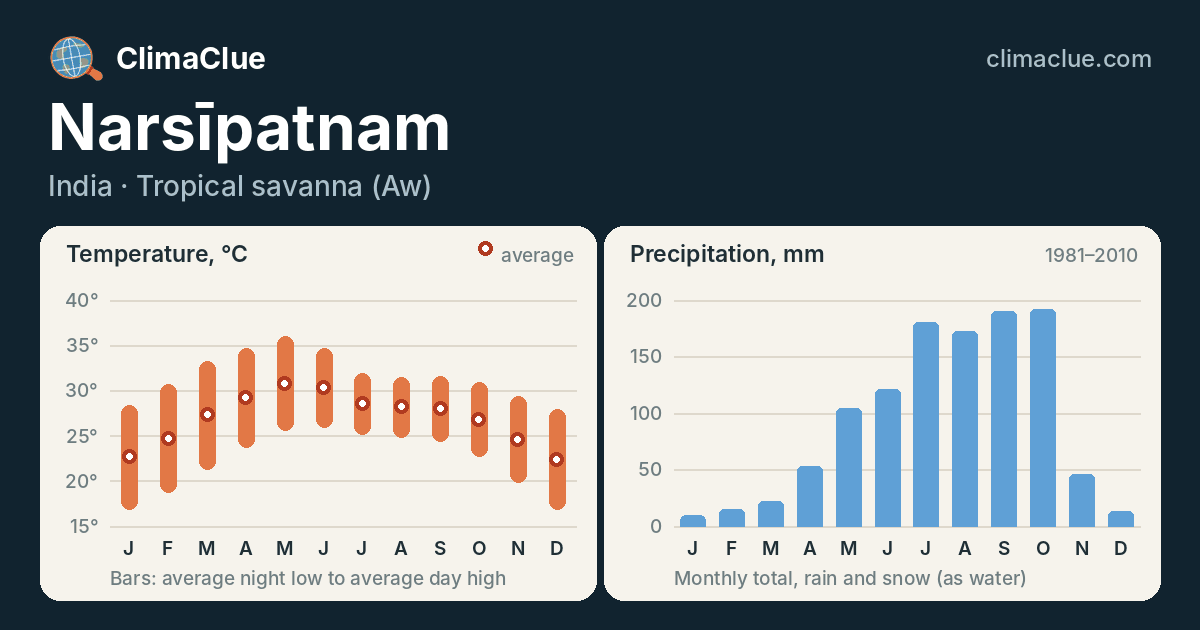 ClimaClue
climaclue.com
Narsīpatnam
India · Tropical savanna (Aw)
Temperature, °C
average
40°
35°
30°
25°
20°
15°
J F M A M J J A S O N D
Bars: average night low to average day high
Precipitation, mm
1981–2010
200
150
100
50
0
J F M A M J J A S O N D
Monthly total, rain and snow (as water)